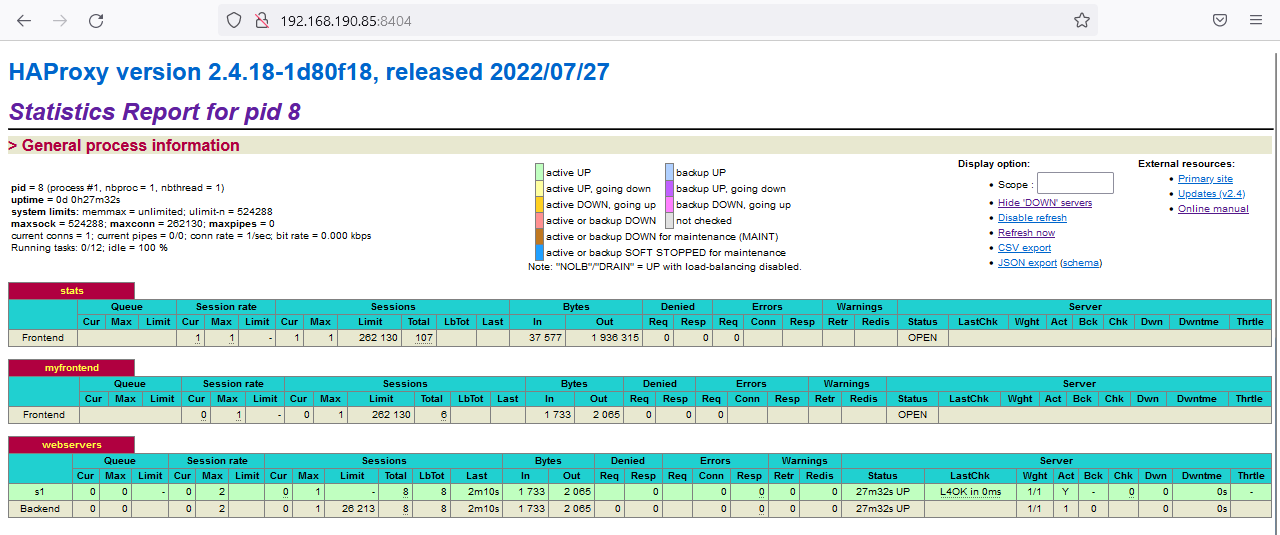 192.168.190.85:8404
HAProxy version 2.4.18-1d80f18, released 2022/07/27
Statistics Report for pid 8
> General process information
pid = 8 (process #1, nbproc = 1, nbthread = 1)
uptime = 0d 0h27m32s
system limits: memmax = unlimited; ulimit-n = 524288
maxsock = 524288; maxconn = 262130; maxpipes = 0
current conns = 1; current pipes = 0/0; conn rate = 1/sec; bit rate = 0.000 kbps
Running tasks: 0/12; idle = 100 %
active UP backup UP
active UP, going down backup UP, going down
active DOWN, going up backup DOWN, going up
active or backup DOWN not checked
active or backup DOWN for maintenance (MAINT)
active or backup SOFT STOPPED for maintenance
Note: "NOLB"/"DRAIN" = UP with load-balancing disabled.
Display option:
Scope :
Hide 'DOWN' servers
Disable refresh
Refresh now
CSV export
JSON export (schema)
External resources:
Primary site
Updates (v2.4)
Online manual
stats
Queue Session rate Sessions Bytes Denied Errors Warnings Server
Cur Max Limit Cur Max Limit Cur Max Limit Total LbTot Last In Out Req Resp Req Conn Resp Retr Redis Status LastChk Wght Act Bck Chk Dwn Dwntme Thrtle
Frontend 1 1 - 1 1 262 130 107 37 577 1 936 315 0 0 0 OPEN
myfrontend
Queue Session rate Sessions Bytes Denied Errors Warnings Server
Cur Max Limit Cur Max Limit Cur Max Limit Total LbTot Last In Out Req Resp Req Conn Resp Retr Redis Status LastChk Wght Act Bck Chk Dwn Dwntme Thrtle
Frontend 0 1 - 0 1 262 130 6 1 733 2 065 0 0 0 OPEN
webservers
Queue Session rate Sessions Bytes Denied Errors Warnings Server
Cur Max Limit Cur Max Limit Cur Max Limit Total LbTot Last In Out Req Resp Req Conn Resp Retr Redis Status LastChk Wght Act Bck Chk Dwn Dwntme Thrtle
s1 0 0 - 0 2 0 1 - 8 8 2m10s 1 733 2 065 0 0 0 0 0 27m32s UP L4OK in 0ms 1/1 Y - 0 0 0s -
Backend 0 0 0 2 0 1 26 213 8 8 2m10s 1 733 2 065 0 0 0 0 0 0 27m32s UP 1/1 1 0 0 0s